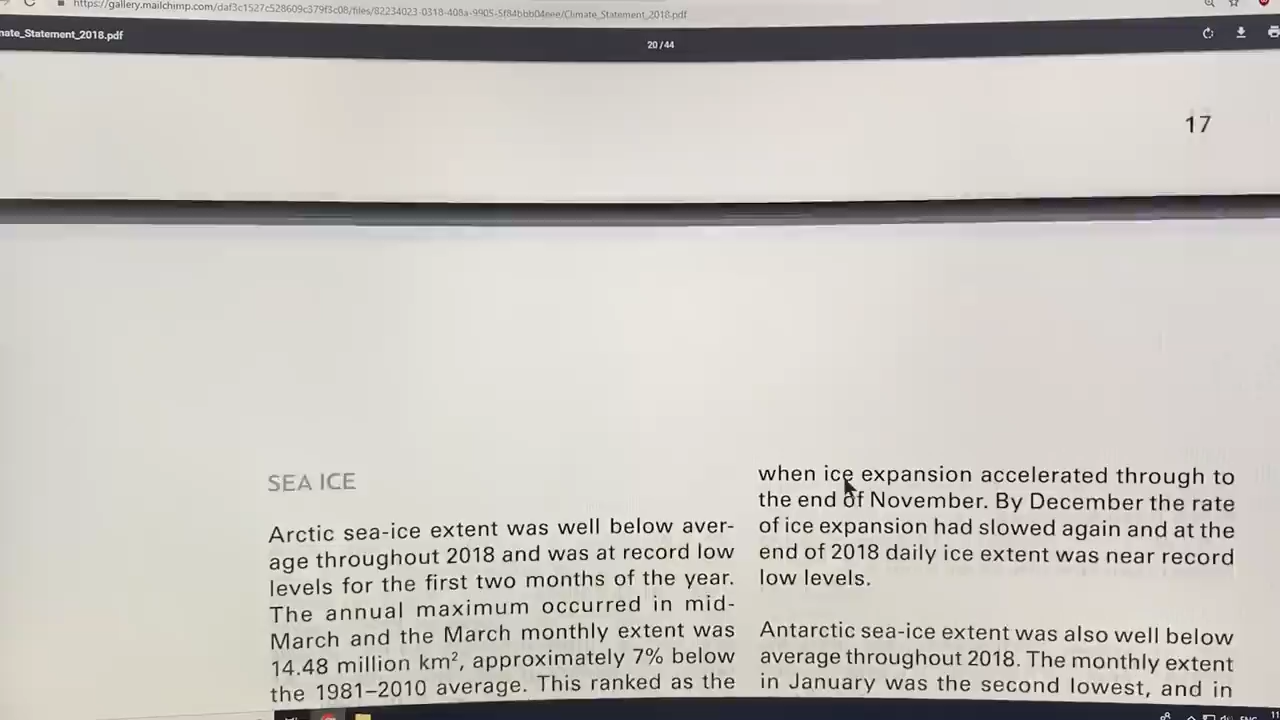 https://gallery.mailchimp.com/daf3c1527c528609c379f3c08/files/82234023-0318-408a-9905-5f84bbb04eee/Climate_Statement_2018.pdf
mate_Statement_2018.pdf
20/44
17
SEA ICE
Arctic sea-ice extent was well below aver-
age throughout 2018 and was at record low
levels for the first two months of the year.
The annual maximum occurred in mid-
March and the March monthly extent was
14.48 million km², approximately 7% below
the 1981–2010 average. This ranked as the
when ice expansion accelerated through to
the end of November. By December the rate
of ice expansion had slowed again and at the
end of 2018 daily ice extent was near record
low levels.
Antarctic sea-ice extent was also well below
average throughout 2018. The monthly extent
in January was the second lowest, and in
ENG